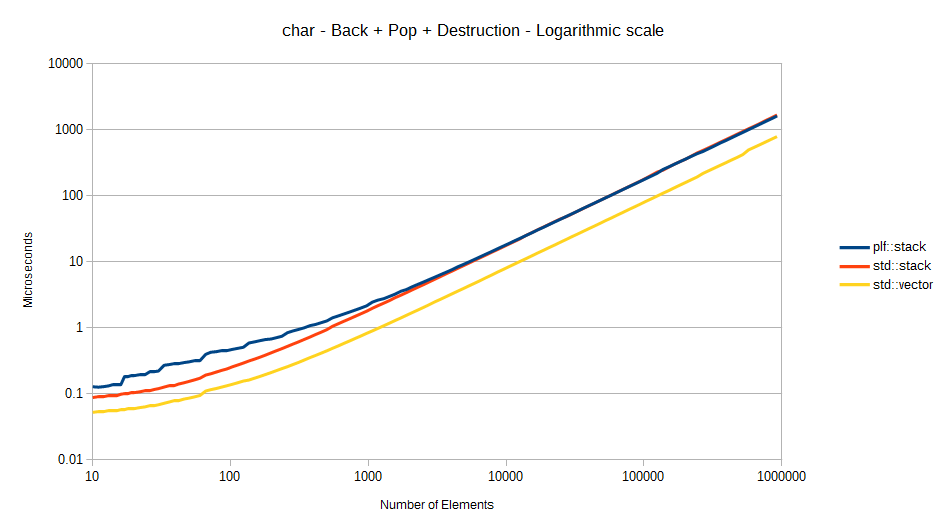 char - Back + Pop + Destruction - Logarithmic scale
10000
1000
100
10
1
0.1
0.01
Microseconds
10 100 1000 10000 100000 1000000
Number of Elements
plf::stack
std::stack
std::vector